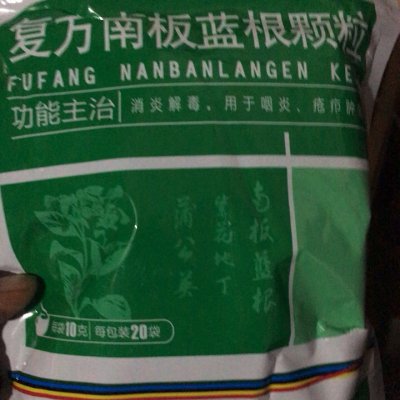 复方南板蓝根颗粒
FUFANG NANBANLANGEN KE
功能主治 消炎解毒。用于咽炎、疮疖肿
南板蓝根
紫花地丁
蒲公英
每袋10克 每包装20袋